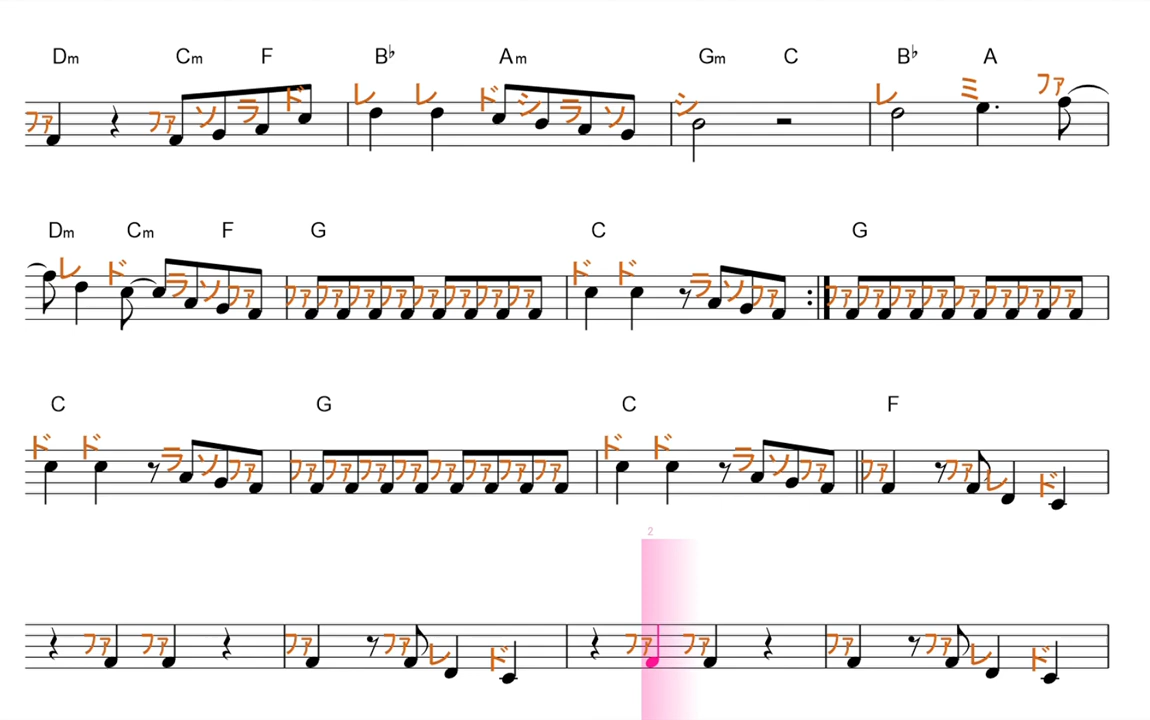 Dm Cm F B♭ Am Gm C B♭ A
ファ ファ ソ ラ ド レ レ ド シ ラ ソ シ レ ミ ファ
Dm Cm F G C G
レ ド ラ ソ ファ ファ ファ ファ ファ ファ ファ ファ ファ ド ド ラ ソ ファ ファ ファ ファ ファ ファ ファ ファ ファ
C G C F
ド ド ラ ソ ファ ファ ファ ファ ファ ファ ファ ファ ファ ド ド ラ ソ ファ ファ ファ レ ド
2
ファ ファ ファ ファ レ ド ファ ファ ファ ファ レ ド